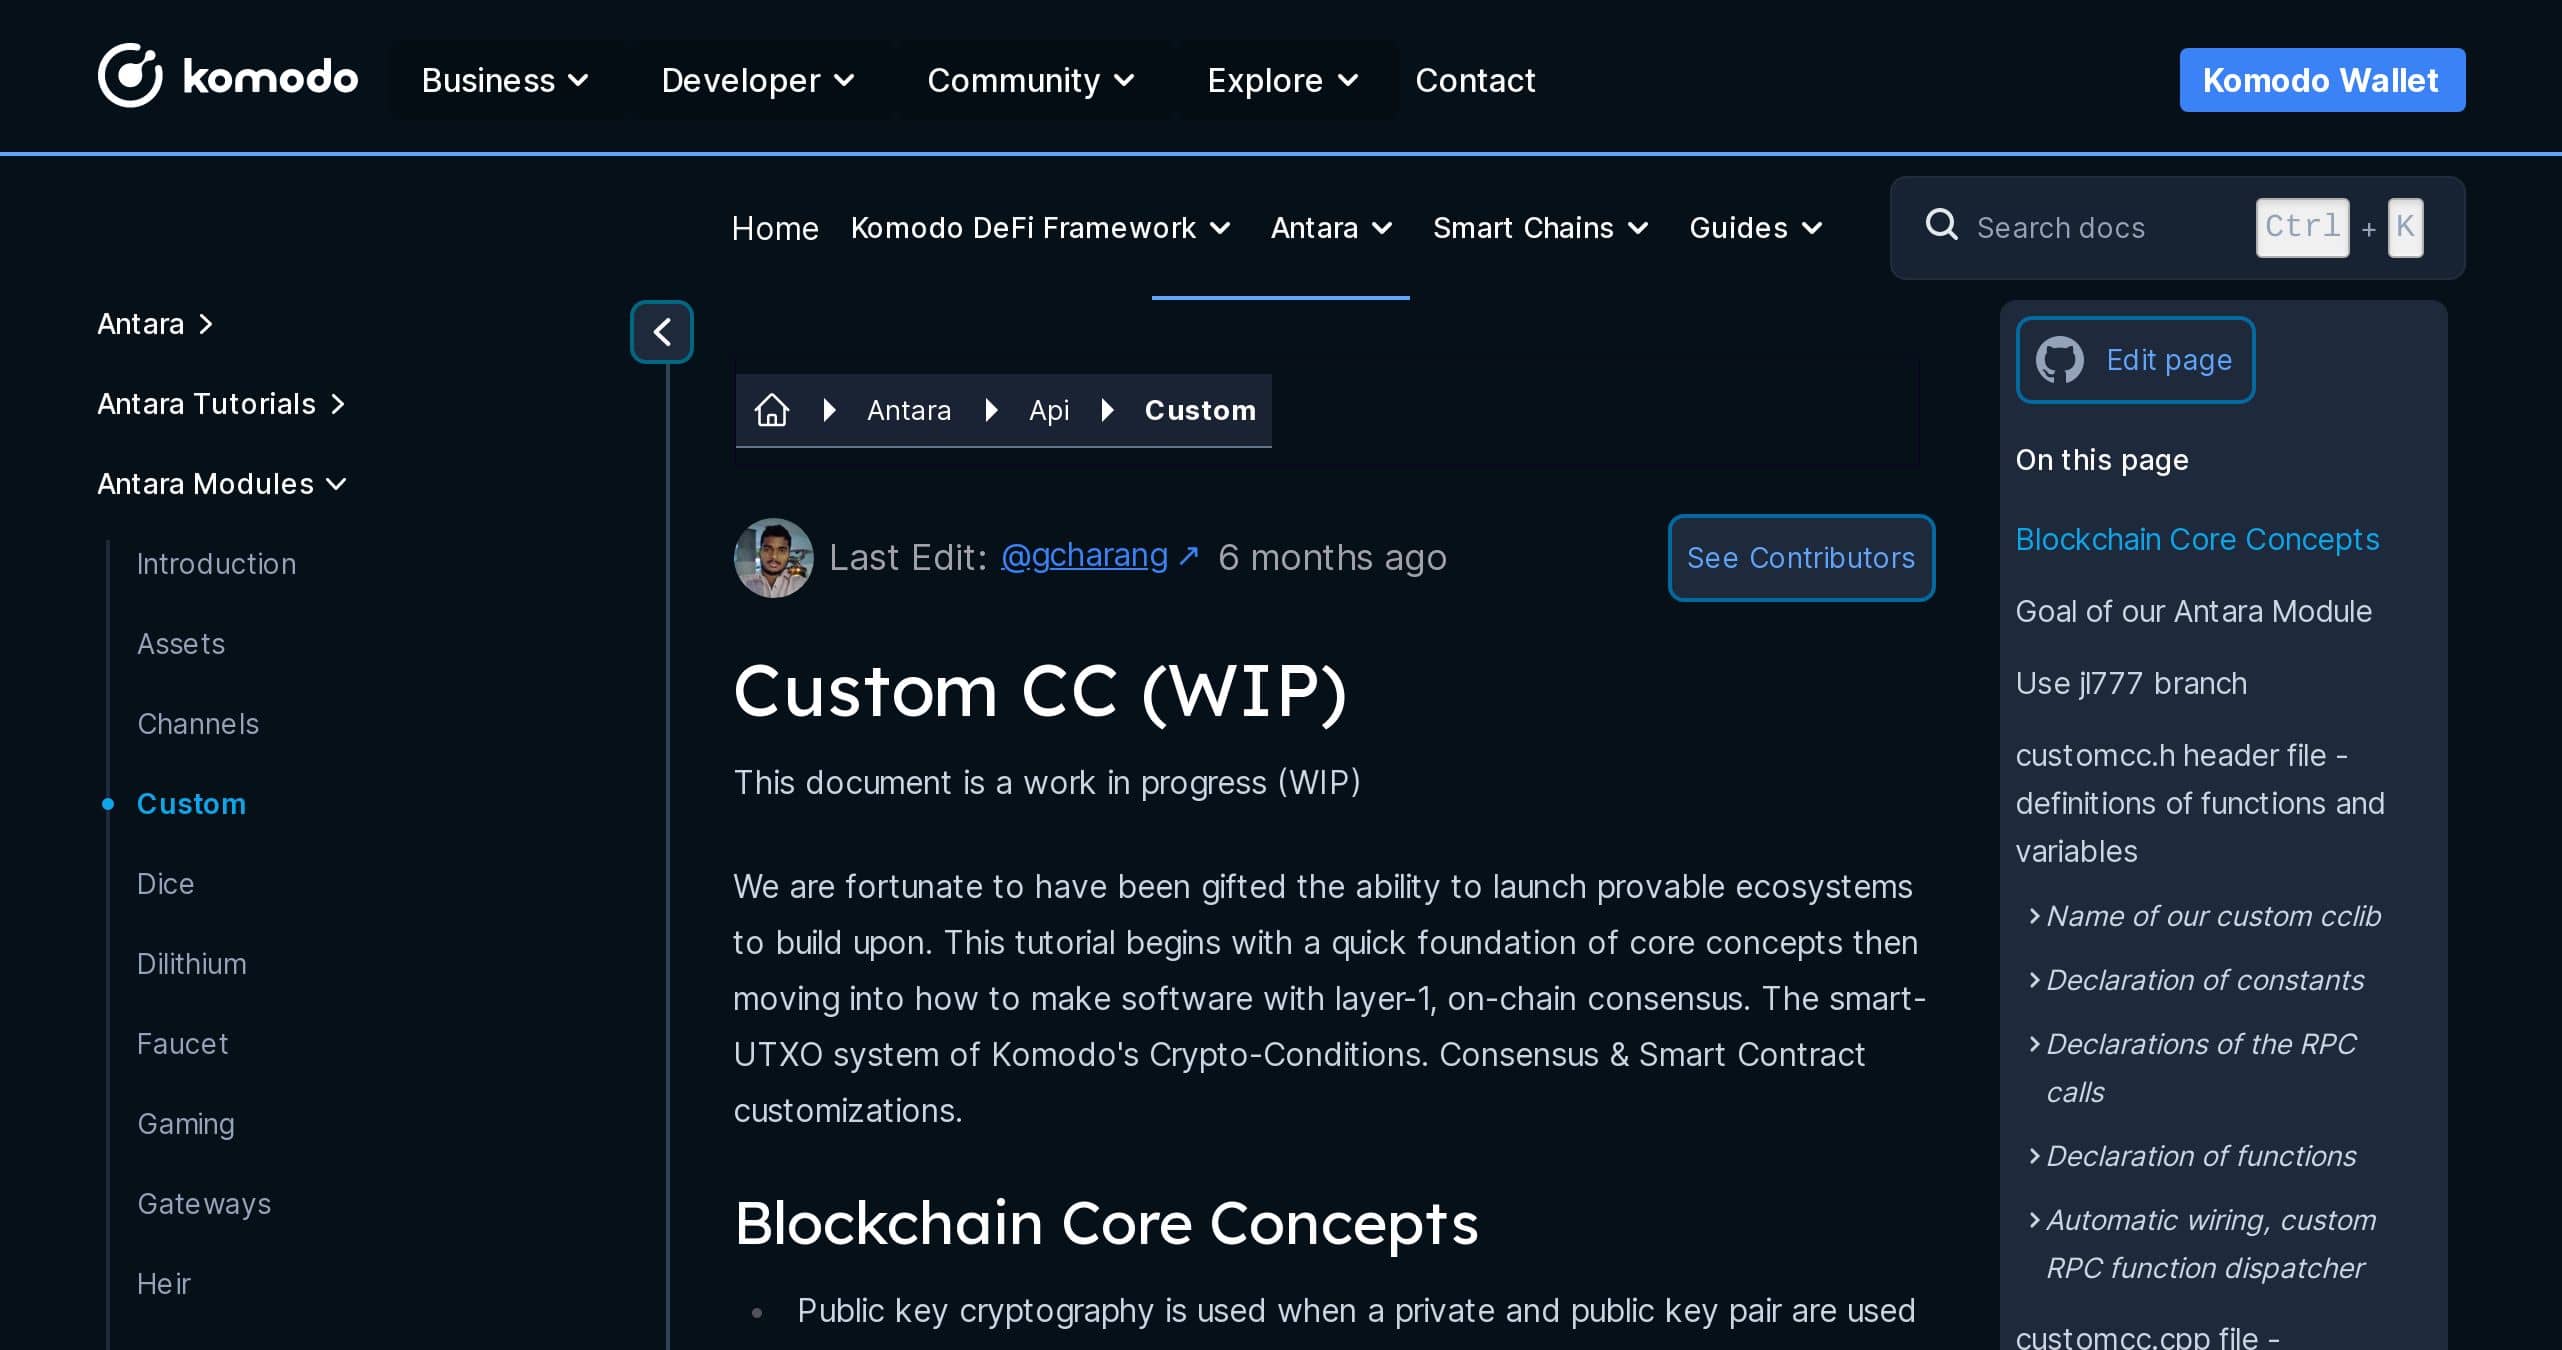 komodo Business Developer Community Explore Contact Komodo Wallet
Home Komodo DeFi Framework Antara Smart Chains Guides Search docs Ctrl + K
Antara
Antara Tutorials
Antara Modules
Introduction
Assets
Channels
Custom
Dice
Dilithium
Faucet
Gaming
Gateways
Heir
Antara Api Custom
Last Edit: @gcharang ↗ 6 months ago See Contributors
Custom CC (WIP)
This document is a work in progress (WIP)
We are fortunate to have been gifted the ability to launch provable ecosystems
to build upon. This tutorial begins with a quick foundation of core concepts then
moving into how to make software with layer-1, on-chain consensus. The smart-
UTXO system of Komodo's Crypto-Conditions. Consensus & Smart Contract
customizations.
Blockchain Core Concepts
• Public key cryptography is used when a private and public key pair are used
Edit page
On this page
Blockchain Core Concepts
Goal of our Antara Module
Use jl777 branch
customcc.h header file -
definitions of functions and
variables
Name of our custom cclib
Declaration of constants
Declarations of the RPC
calls
Declaration of functions
Automatic wiring, custom
RPC function dispatcher
customcc.cpp file -